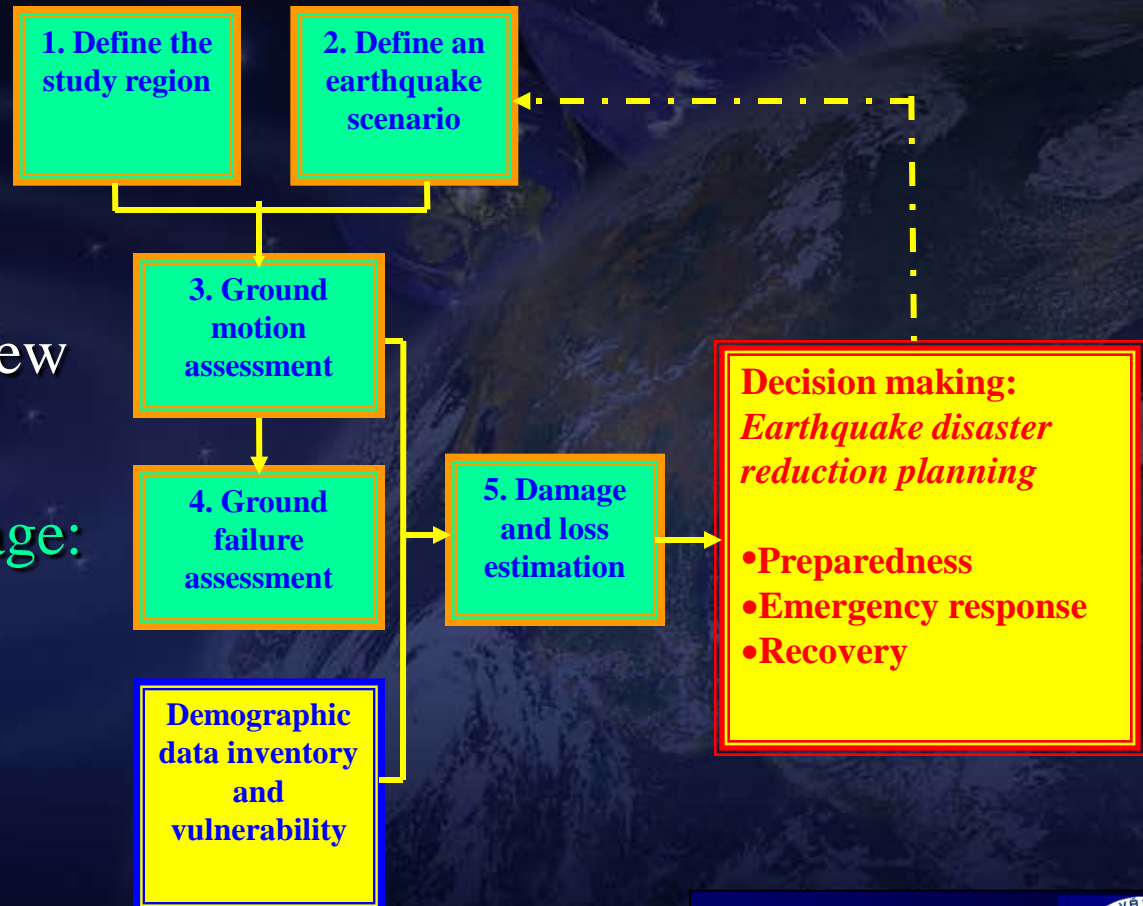 1. Define the
study region
2. Define an
earthquake
scenario
3. Ground
motion
assessment
4. Ground
failure
assessment
5. Damage
and loss
estimation
Demographic
data inventory
and
vulnerability
Decision making:
Earthquake disaster
reduction planning
•Preparedness
•Emergency response
•Recovery